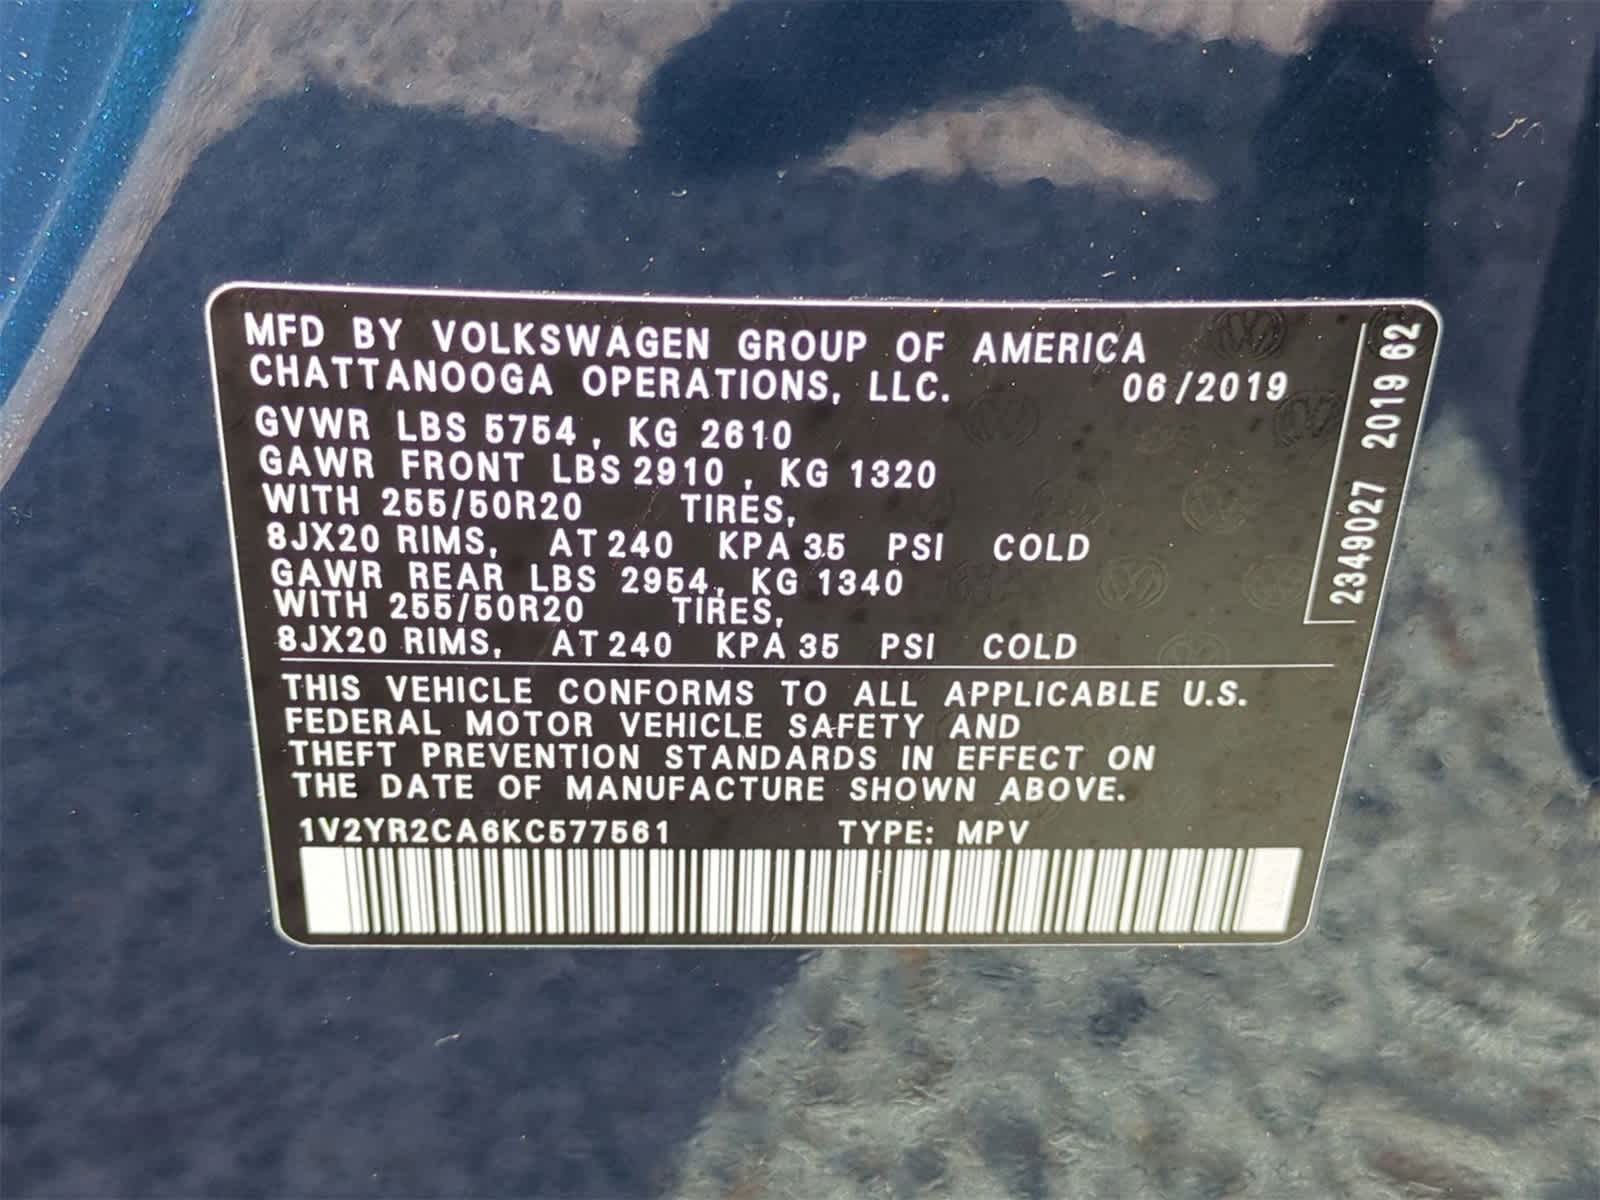 MFD BY VOLKSWAGEN GROUP OF AMERICA
CHATTANOOGA OPERATIONS, LLC. 06/2019
GVWR LBS 5754, KG 2610
GAWR FRONT LBS 2910, KG 1320
WITH 255/50R20 TIRES,
8JX20 RIMS, AT 240 KPA 35 PSI COLD
GAWR REAR LBS 2954, KG 1340
WITH 255/50R20 TIRES,
8JX20 RIMS, AT 240 KPA 35 PSI COLD
THIS VEHICLE CONFORMS TO ALL APPLICABLE U.S.
FEDERAL MOTOR VEHICLE SAFETY AND
THEFT PREVENTION STANDARDS IN EFFECT ON
THE DATE OF MANUFACTURE SHOWN ABOVE.
1V2YR2CA6KC577561 TYPE: MPV
2349027 2019 62